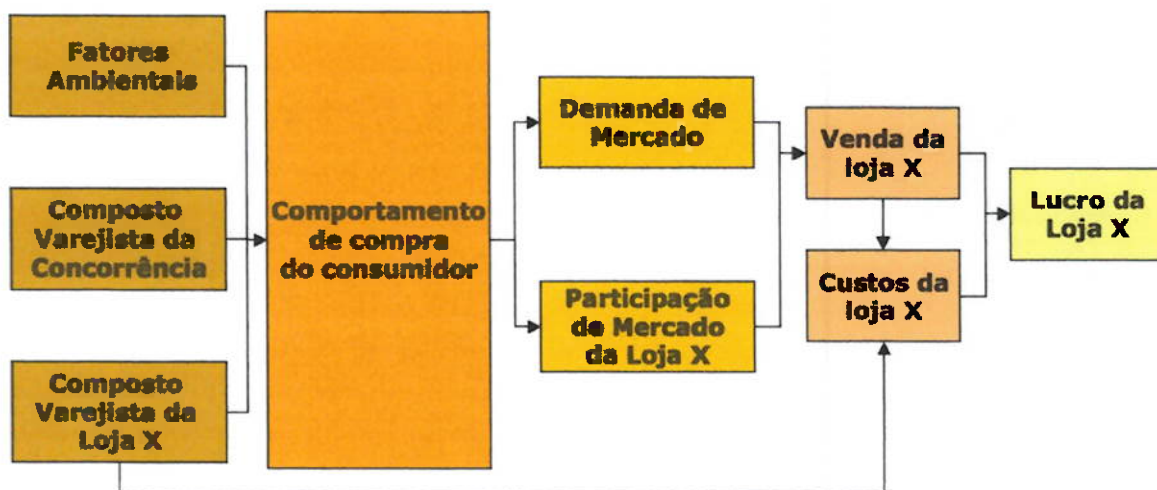 Fatores
Ambientais
Composto
Varejista da
Concorrência
Composto
Varejista da
Loja X
Comportamento
de compra
do consumidor
Demanda de
Mercado
Participação
de Mercado
da Loja X
Venda da
loja X
Custos da
loja X
Lucro da
Loja X